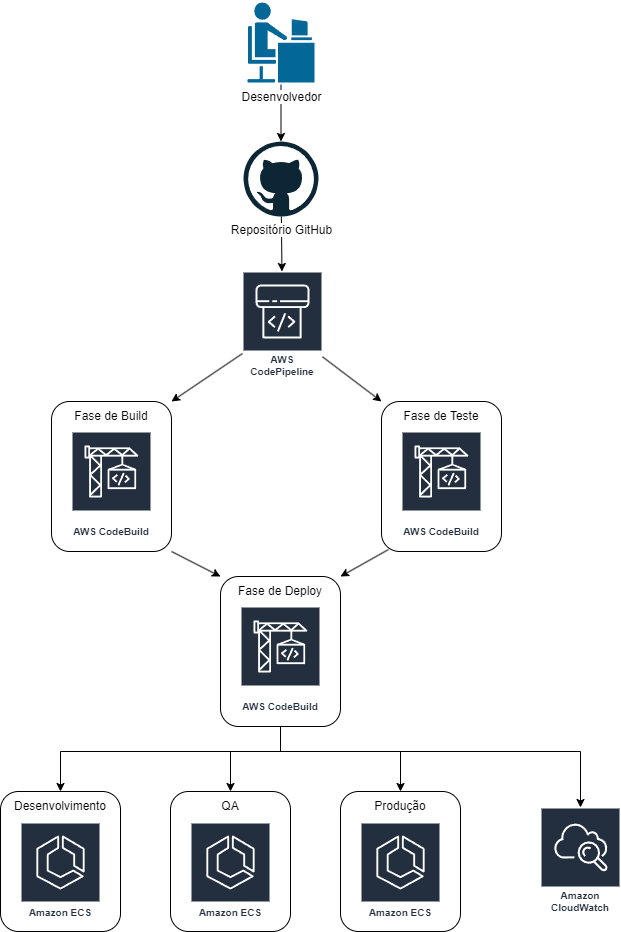 Desenvolvedor
Repositório GitHub
AWS
CodePipeline
Fase de Build
AWS CodeBuild
Fase de Teste
AWS CodeBuild
Fase de Deploy
AWS CodeBuild
Desenvolvimento
Amazon ECS
QA
Amazon ECS
Produção
Amazon ECS
Amazon
CloudWatch